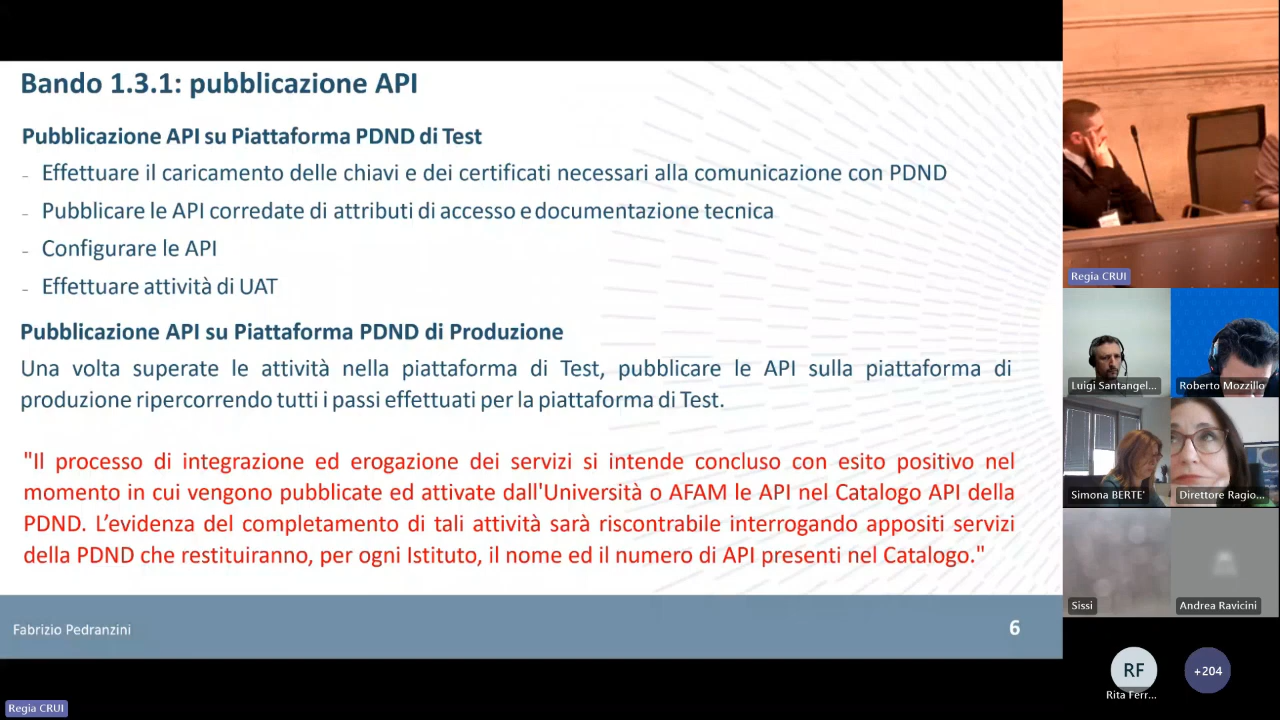 Bando 1.3.1: pubblicazione API
Pubblicazione API su Piattaforma PDND di Test
- Effettuare il caricamento delle chiavi e dei certificati necessari alla comunicazione con PDND
- Pubblicare le API corredate di attributi di accesso e documentazione tecnica
- Configurare le API
- Effettuare attività di UAT
Pubblicazione API su Piattaforma PDND di Produzione
Una volta superate le attività nella piattaforma di Test, pubblicare le API sulla piattaforma di
produzione ripercorrendo tutti i passi effettuati per la piattaforma di Test.
"Il processo di integrazione ed erogazione dei servizi si intende concluso con esito positivo nel
momento in cui vengono pubblicate ed attivate dall'Università o AFAM le API nel Catalogo API della
PDND. L’evidenza del completamento di tali attività sarà riscontrabile interrogando appositi servizi
della PDND che restituiranno, per ogni Istituto, il nome ed il numero di API presenti nel Catalogo."
Fabrizio Pedranzini
6
Regia CRUI
Regia CRUI
Luigi Santangel...
Roberto Mozzillo
Simona BERTE'
Direttore Ragio...
Sissi
Andrea Ravicini
RF
+204
Rita Ferr...